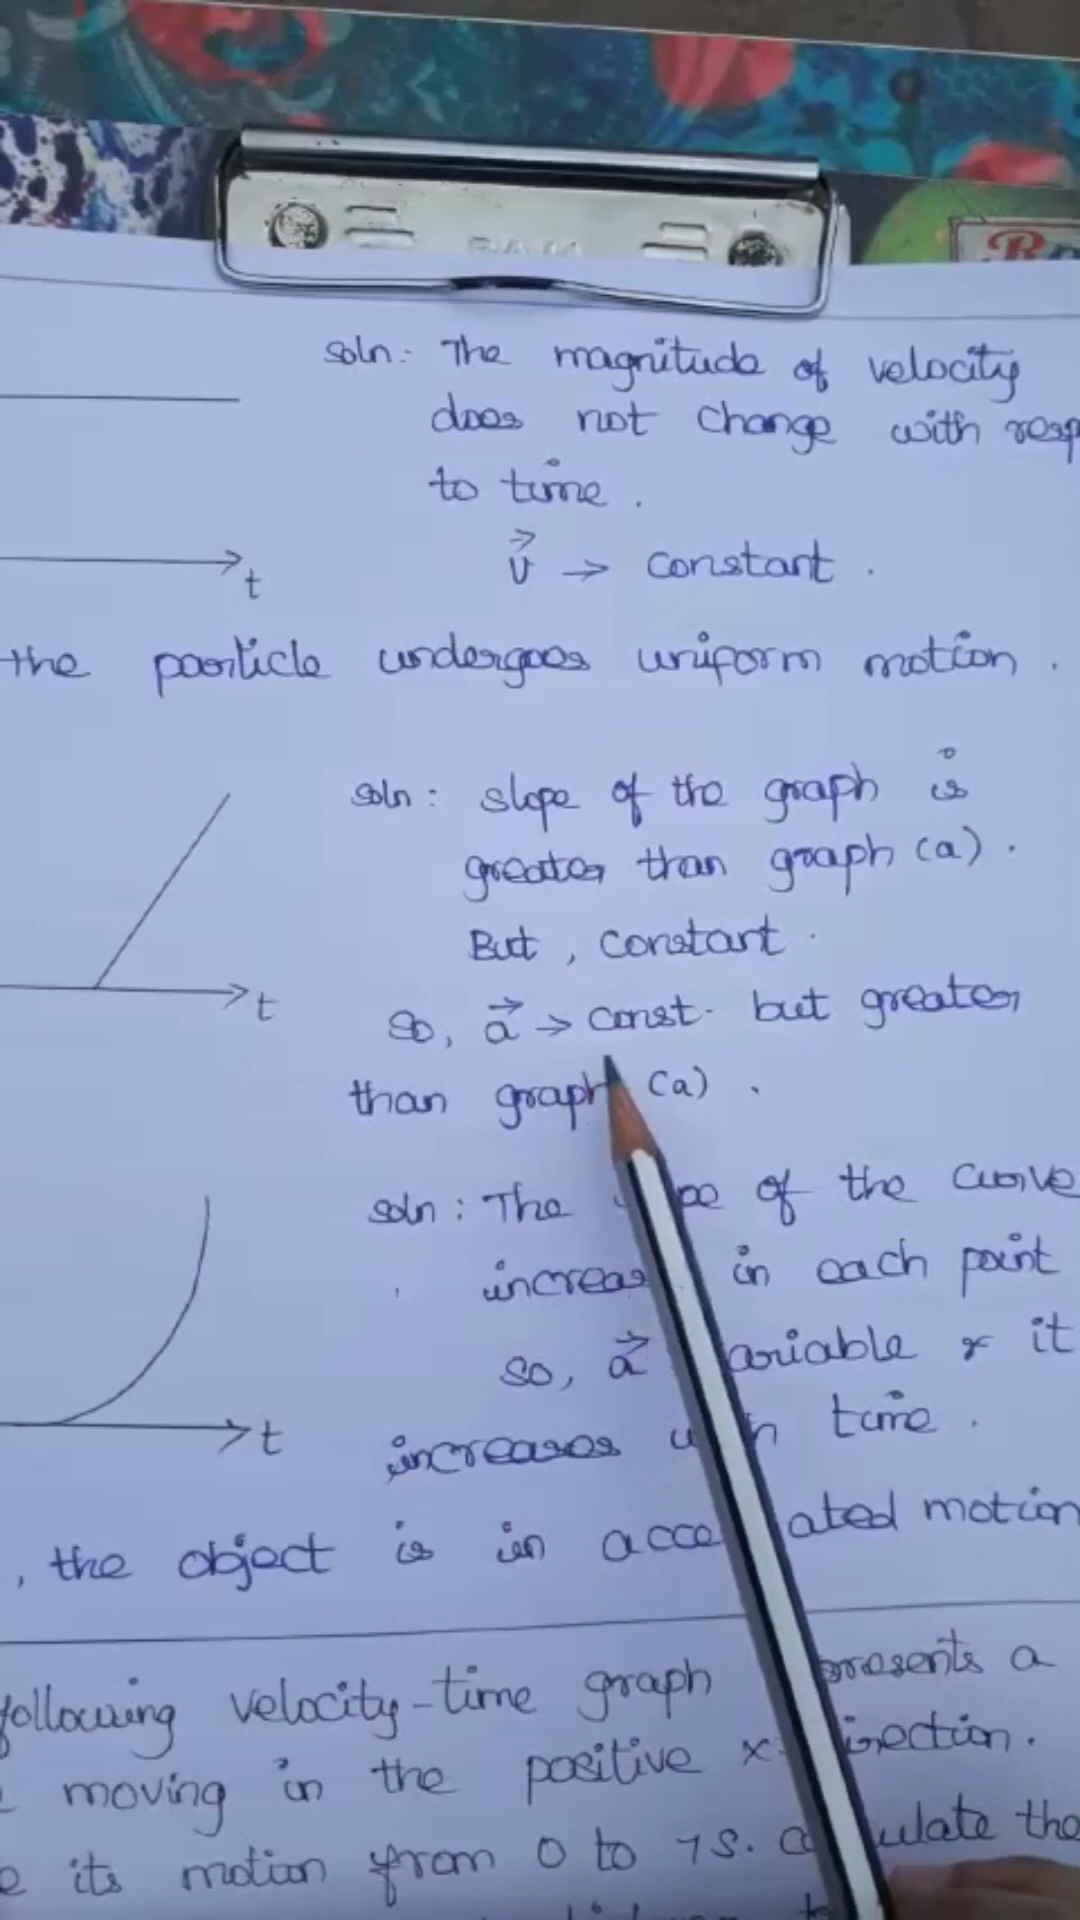 soln: The magnitude of velocity
does not change with resp
to time.
t
v⃗ → constant.
the particle undergoes uniform motion.
soln: slope of the graph is
greater than graph (a).
But, constant.
t
so, a⃗ → const. but greater
than graph (a).
soln: The of the curve
increas in each point
so, a⃗ ariable & it
t
increases time.
, the object is in acce ated motion
following velocity-time graph presents a
moving in the positive x- irection.
its motion from 0 to 7s. ca ulate the